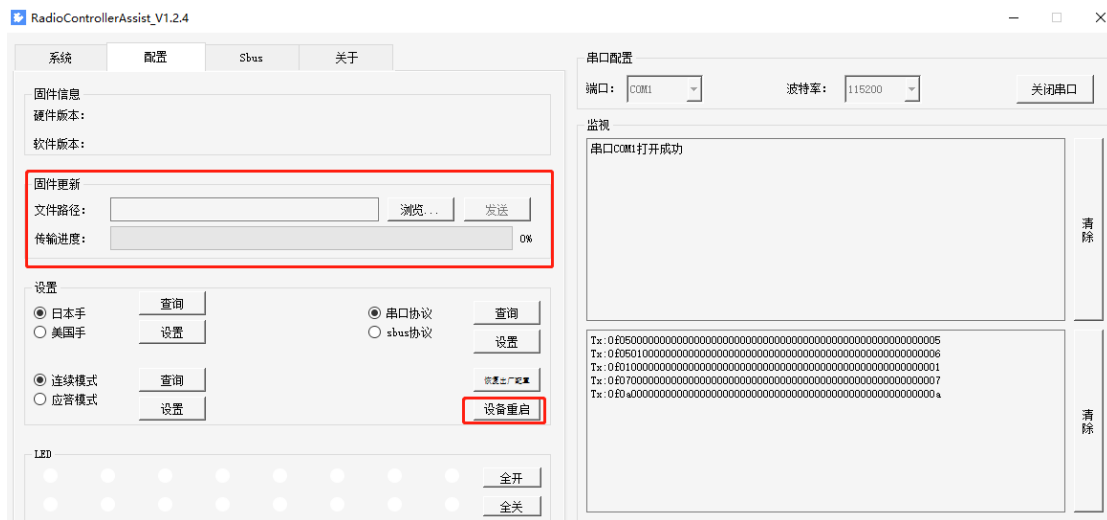 RadioControllerAssist_V1.2.4
系统 配置 Sbus 关于
固件信息
硬件版本:
软件版本:
固件更新
文件路径: 浏览... 发送
传输进度: 0%
设置
日本手 查询
美国手 设置
串口协议 查询
sbus协议 设置
连续模式 查询
应答模式 设置
恢复出厂配置
设备重启
LED
全开
全关
串口配置
端口: COM1 波特率: 115200 关闭串口
监视
串口COM1打开成功
清除
Tx:0f05000000000000000000000000000000000000000000000005
Tx:0f05010000000000000000000000000000000000000000000006
Tx:0f01000000000000000000000000000000000000000000000001
Tx:0f07000000000000000000000000000000000000000000000007
Tx:0f0a00000000000000000000000000000000000000000000000a
清除